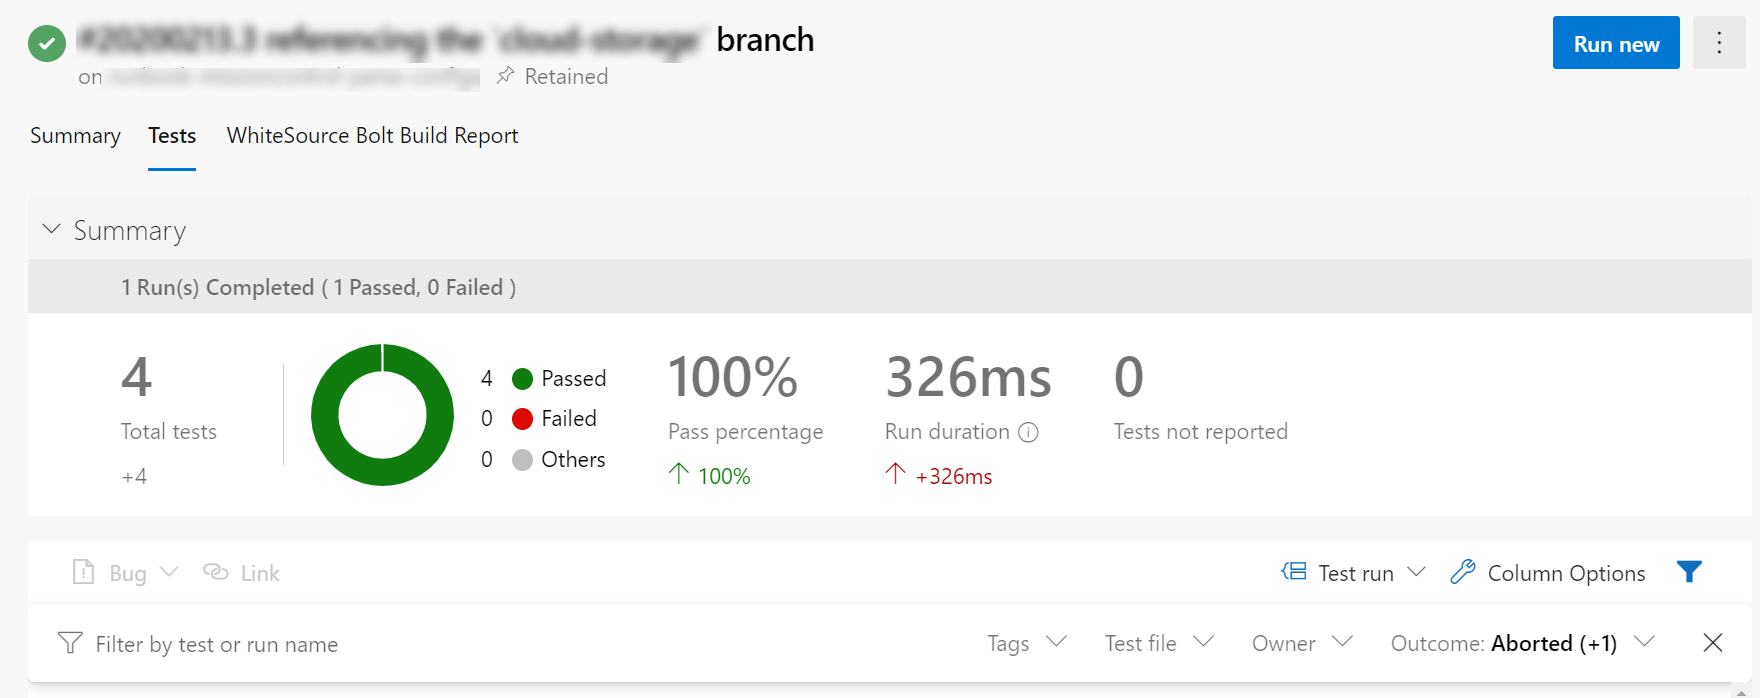 branch
on
Retained
Run new
Summary Tests WhiteSource Bolt Build Report
Summary
1 Run(s) Completed ( 1 Passed, 0 Failed )
4
Total tests
+4
4 Passed
0 Failed
0 Others
100%
Pass percentage
100%
326ms
Run duration
+326ms
0
Tests not reported
Bug Link Test run Column Options
Filter by test or run name Tags Test file Owner Outcome: Aborted (+1)